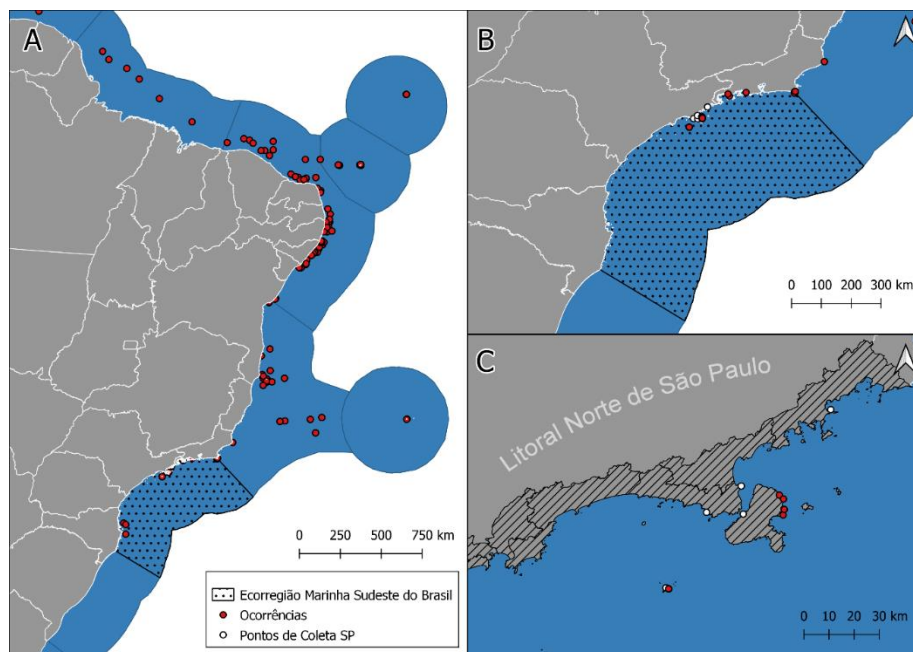 A
0 250 500 750 km
Ecorregião Marinha Sudeste do Brasil
Ocorrências
Pontos de Coleta SP
B
0 100 200 300 km
C
Litoral Norte de São Paulo
0 10 20 30 km